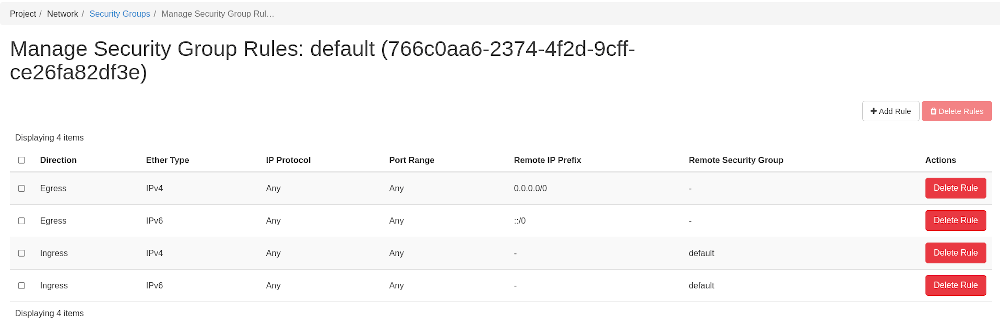 Project / Network / Security Groups / Manage Security Group Rul...
Manage Security Group Rules: default (766c0aa6-2374-4f2d-9cff-
ce26fa82df3e)
+ Add Rule Delete Rules
Displaying 4 items
Direction Ether Type IP Protocol Port Range Remote IP Prefix Remote Security Group Actions
Egress IPv4 Any Any 0.0.0.0/0 - Delete Rule
Egress IPv6 Any Any ::/0 - Delete Rule
Ingress IPv4 Any Any - default Delete Rule
Ingress IPv6 Any Any - default Delete Rule
Displaying 4 items